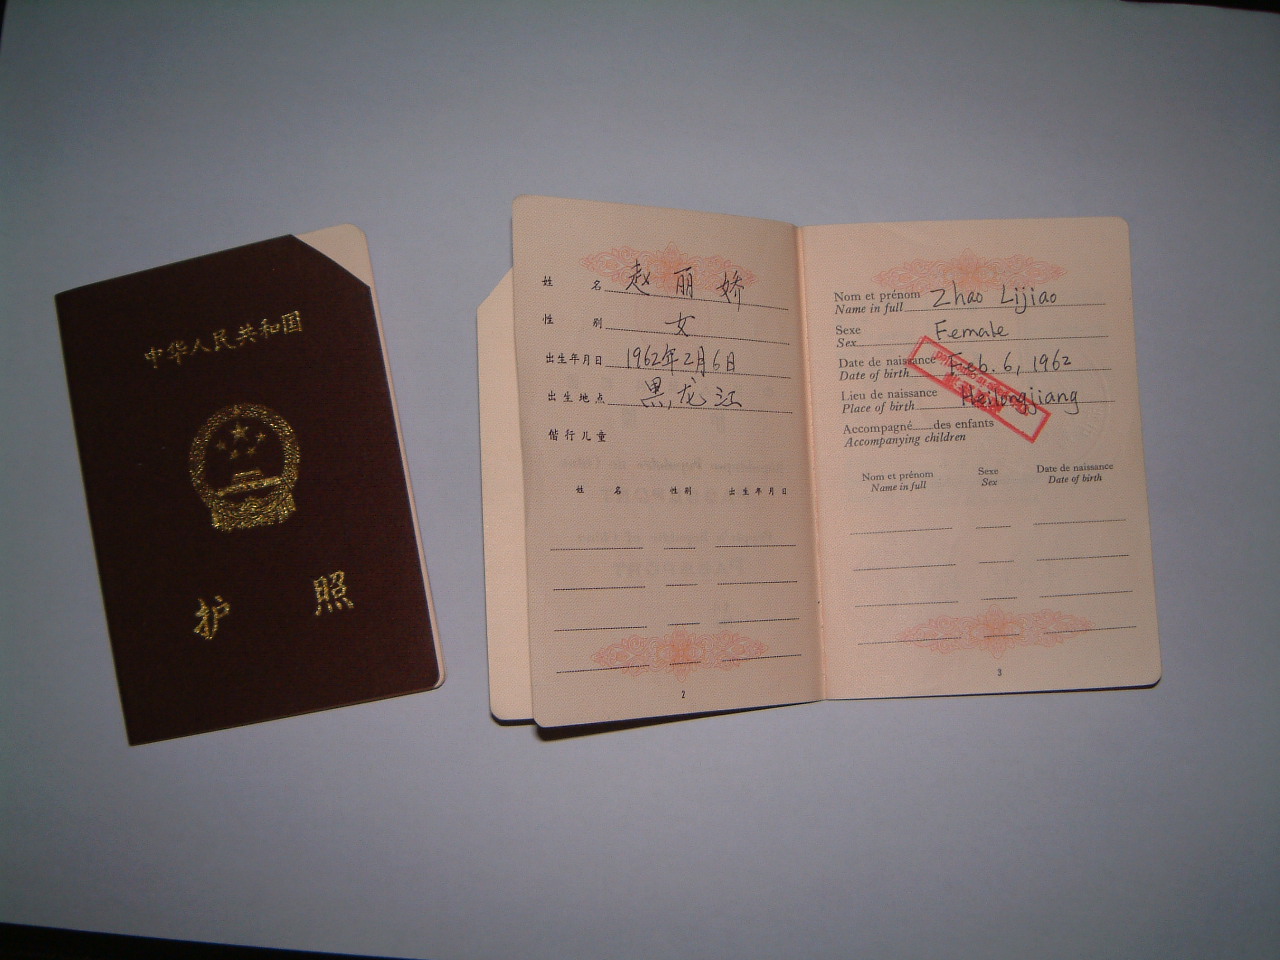 中华人民共和国
护照
姓名 赵丽娇
性别 女
出生年月日 1962年2月6日
出生地点 黑龙江
偕行儿童
姓名 性别 出生年月日
2
Nom et prénom
Name in full Zhao Lijiao
Sexe
Sex Female
Date de naissance
Date of birth Feb. 6, 1962
Lieu de naissance
Place of birth Heilongjiang
Accompagné des enfants
Accompanying children
Nom et prénom Sexe Date de naissance
Name in full Sex Date of birth
3